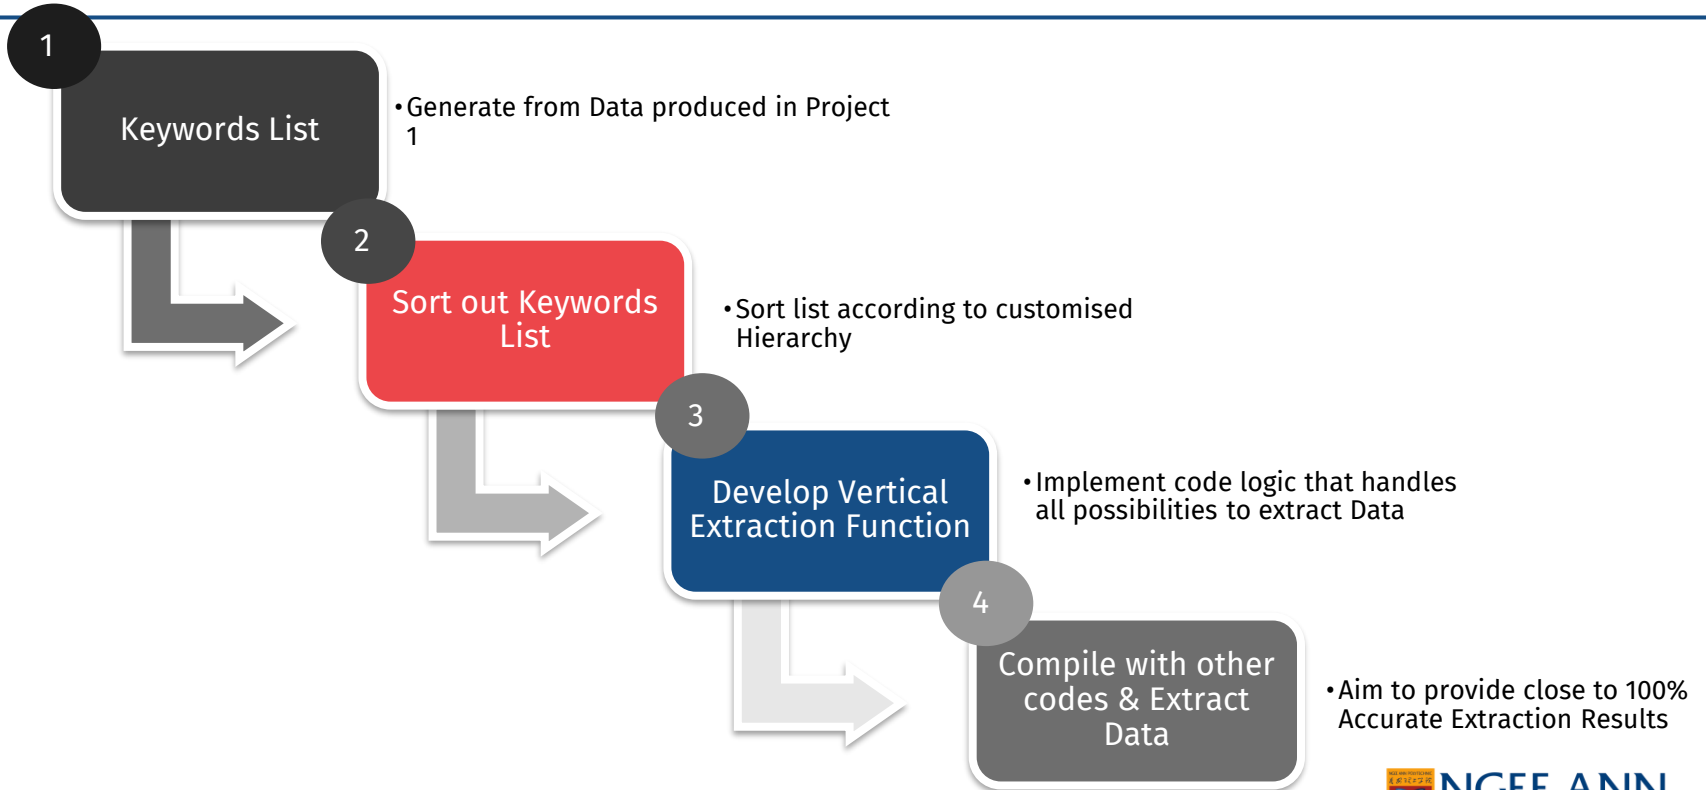 1
Keywords List
•Generate from Data produced in Project
1
2
Sort out Keywords
List
•Sort list according to customised
Hierarchy
3
Develop Vertical
Extraction Function
•Implement code logic that handles
all possibilities to extract Data
4
Compile with other
codes & Extract
Data
•Aim to provide close to 100%
Accurate Extraction Results
NGEE ANN